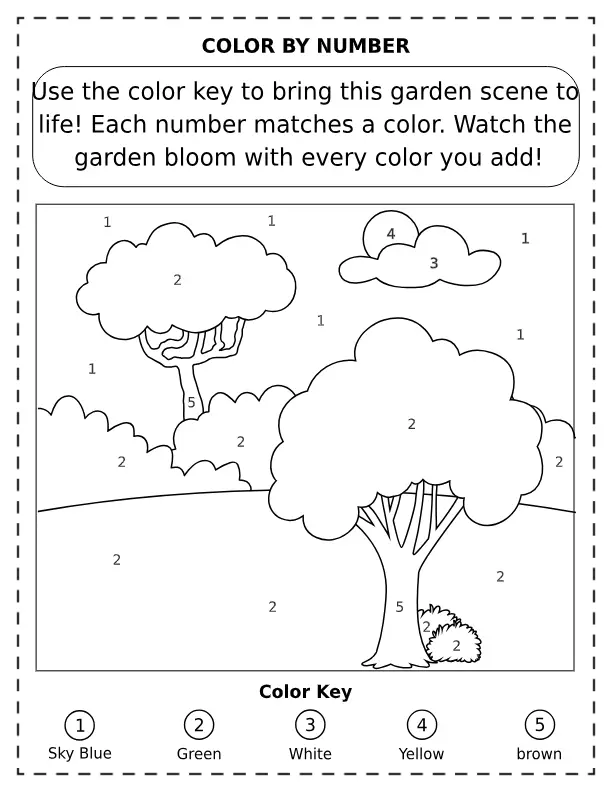 COLOR BY NUMBER
Use the color key to bring this garden scene to
life! Each number matches a color. Watch the
garden bloom with every color you add!
1 1
4 1
3
2
1 1
1
5
2
2
2 2
2
2
2 5
2
2
Color Key
1 2 3 4 5
Sky Blue Green White Yellow brown